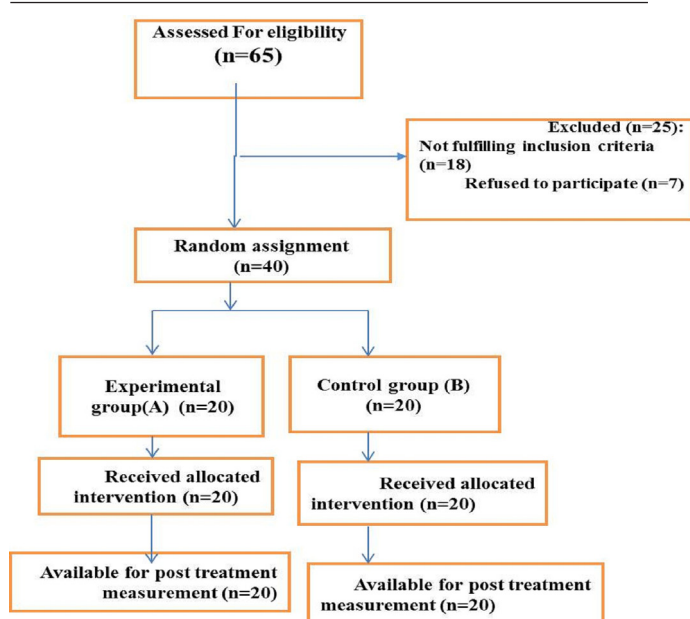 Assessed For eligibility
(n=65)
Excluded (n=25):
Not fulfilling inclusion criteria
(n=18)
Refused to participate (n=7)
Random assignment
(n=40)
Experimental
group(A) (n=20)
Control group (B)
(n=20)
Received allocated
intervention (n=20)
Received allocated
intervention (n=20)
Available for post treatment
measurement (n=20)
Available for post treatment
measurement (n=20)